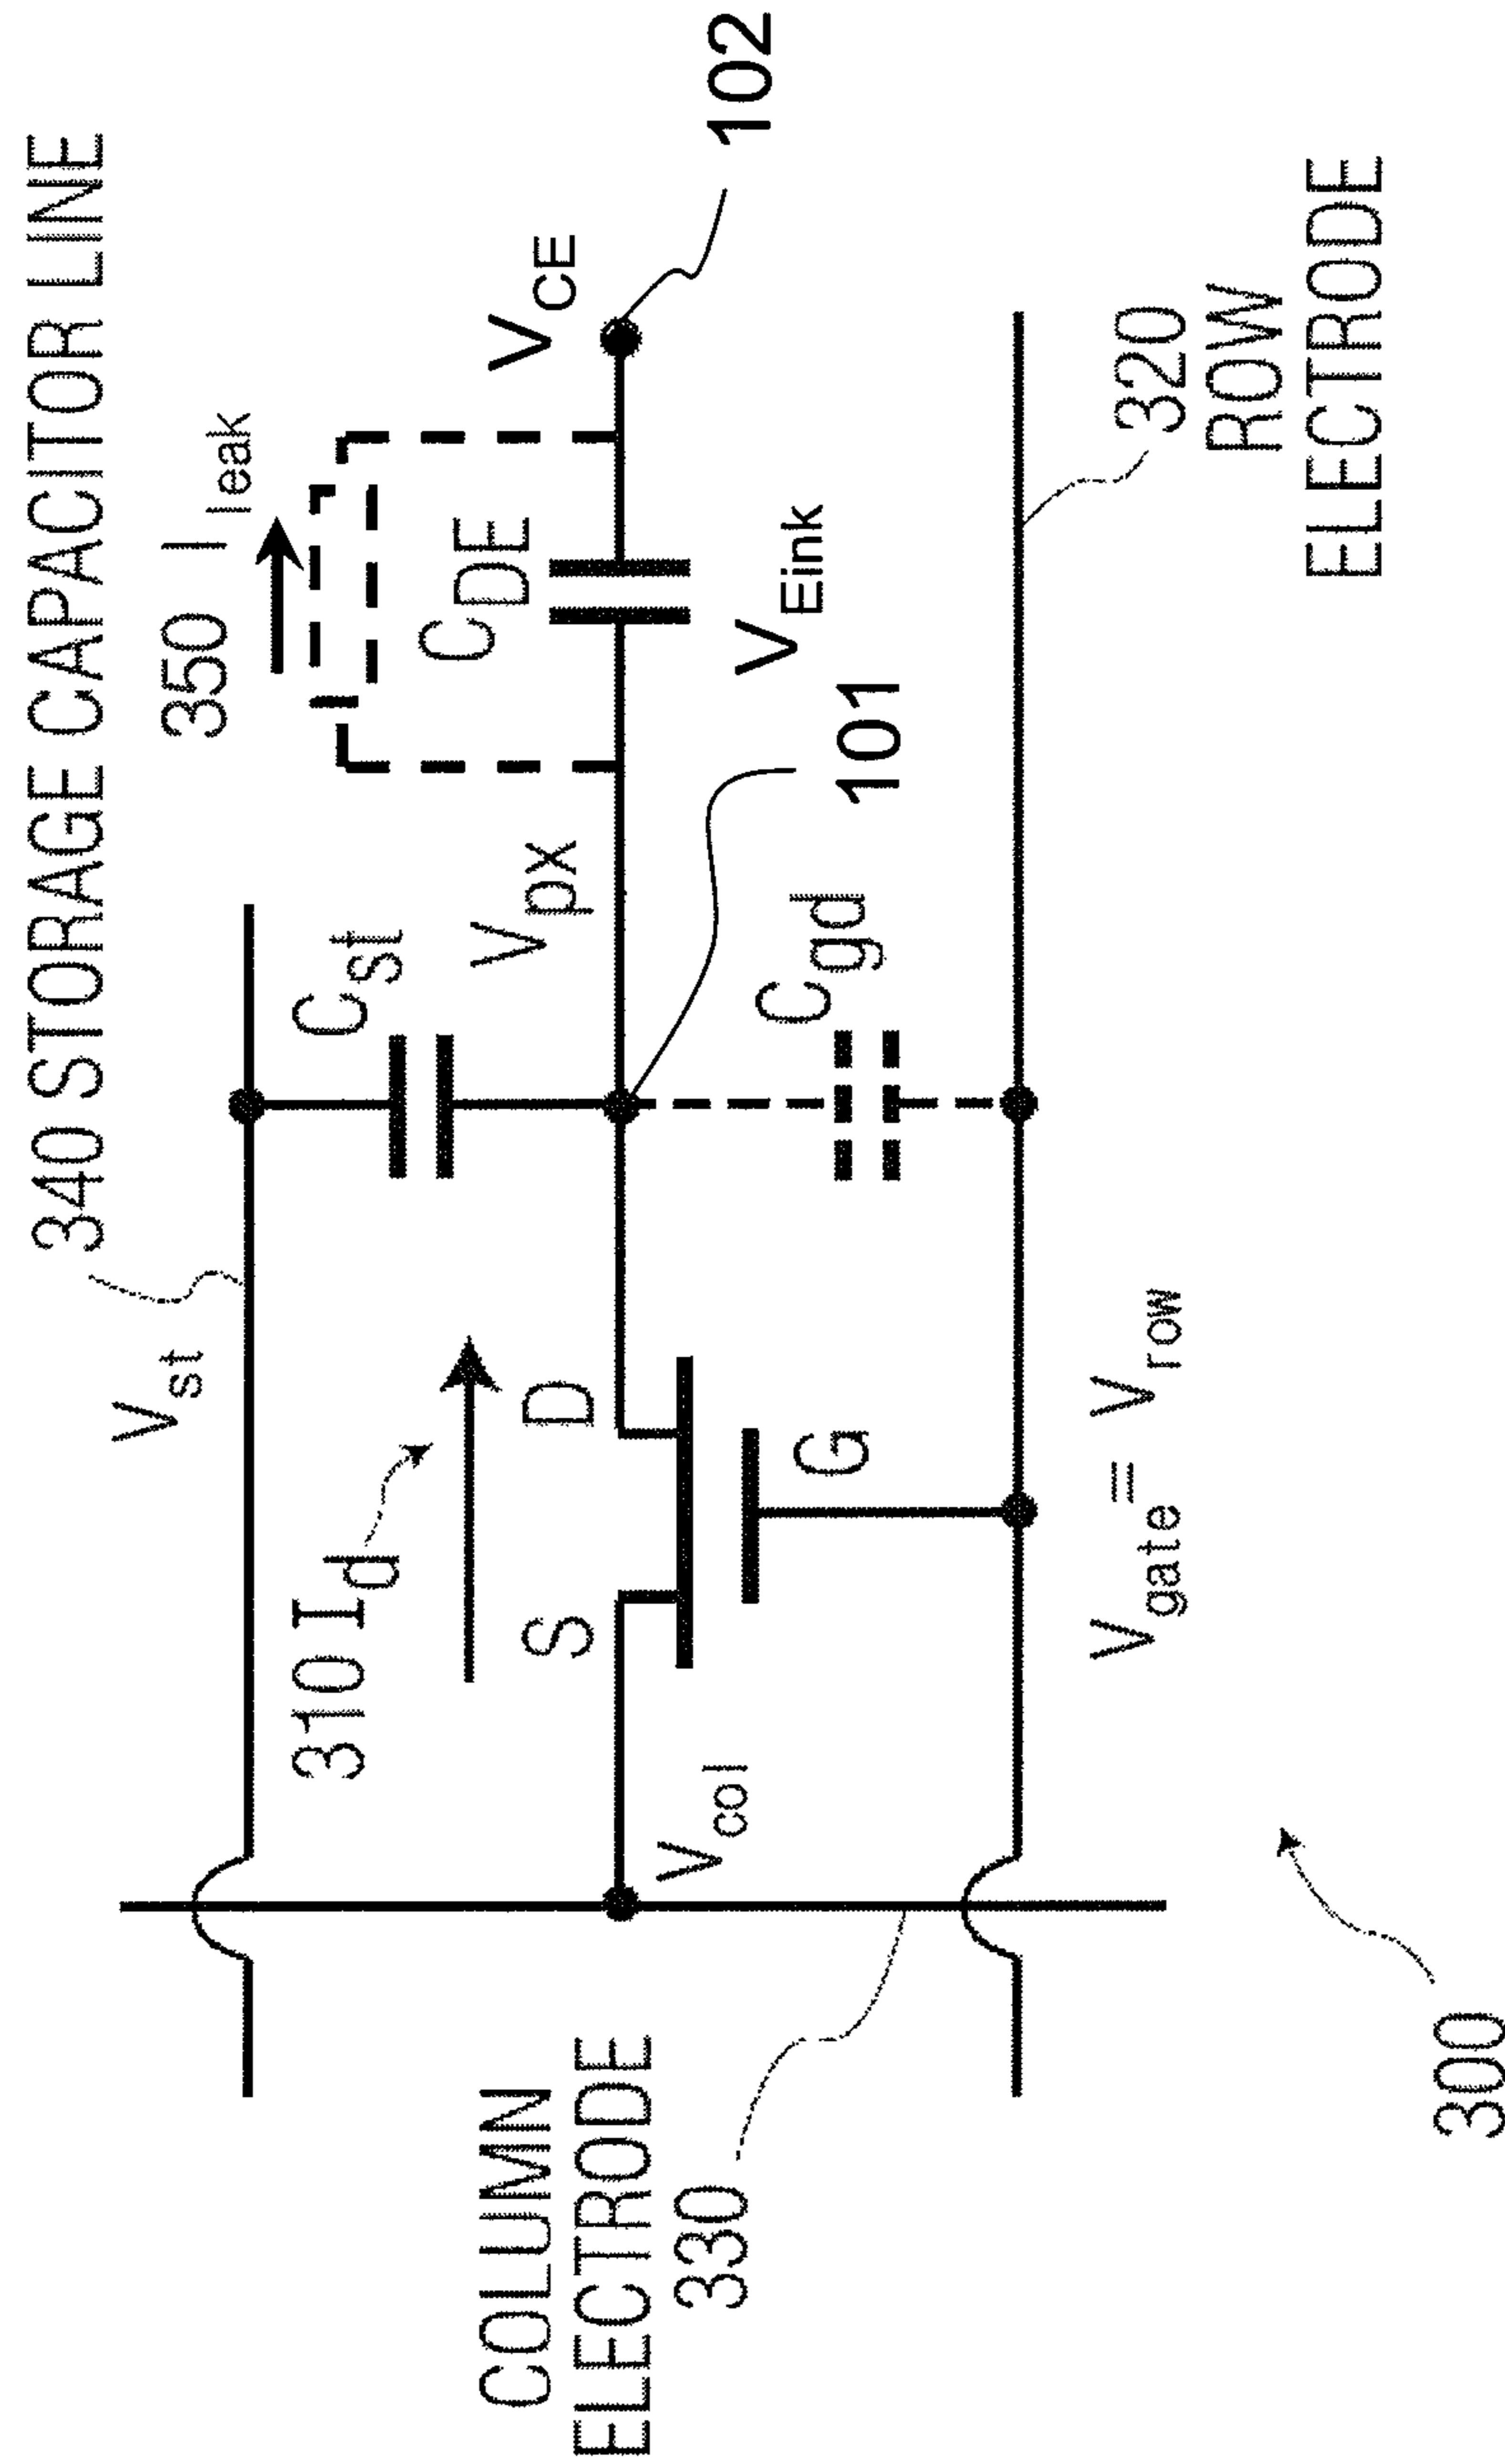 340 STORAGE CAPACITOR LINE
V_st
350 I_leak
C_st
310 I_d
V_px
C_DE
V_CE
102
S
D
V_Eink
101
V_col
G
C_gd
COLUMN
ELECTRODE
330
V_gate = V_row
320
ROW
ELECTRODE
300